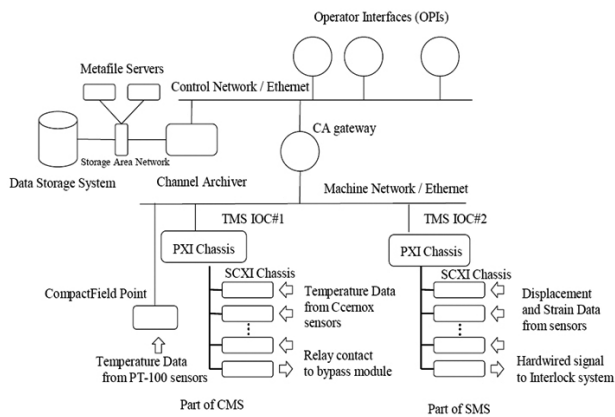 Operator Interfaces (OPIs)
Metafile Servers
Control Network / Ethernet
CA gateway
Storage Area Network
Data Storage System
Channel Archiver
Machine Network / Ethernet
TMS IOC#1
TMS IOC#2
PXI Chassis
PXI Chassis
SCXI Chassis
SCXI Chassis
CompactField Point
Temperature Data
from Ccernox
sensors
Displacement
and Strain Data
from sensors
Temperature Data
from PT-100 sensors
Relay contact
to bypass module
Hardwired signal
to Interlock system
Part of CMS
Part of SMS